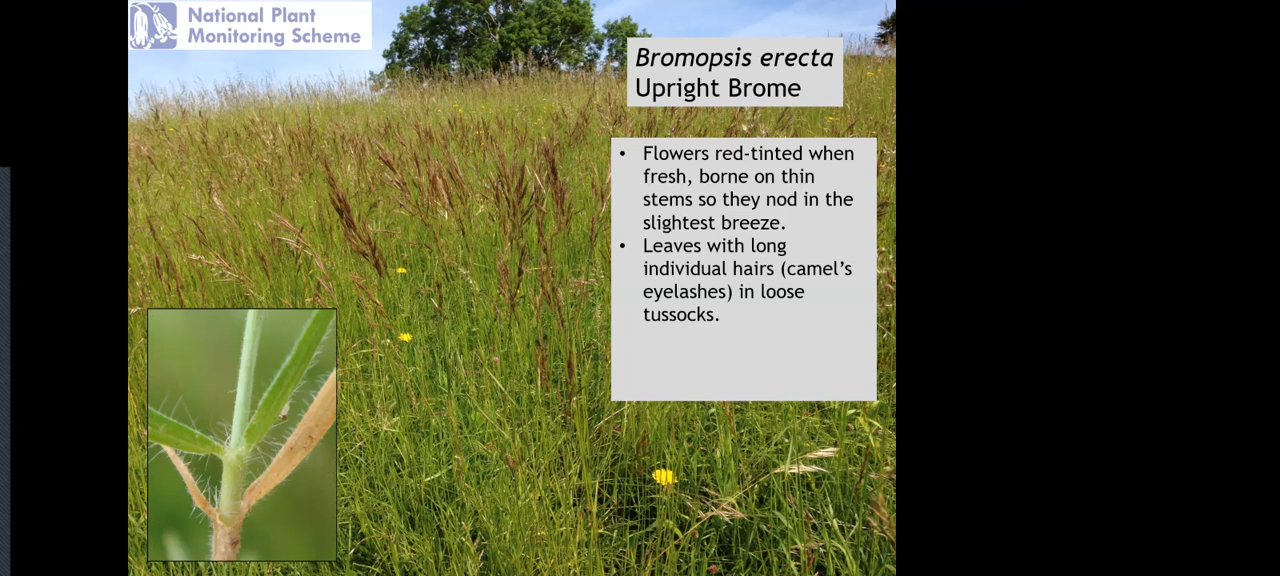 National Plant
Monitoring Scheme
Bromopsis erecta
Upright Brome
• Flowers red-tinted when
fresh, borne on thin
stems so they nod in the
slightest breeze.
• Leaves with long
individual hairs (camel’s
eyelashes) in loose
tussocks.